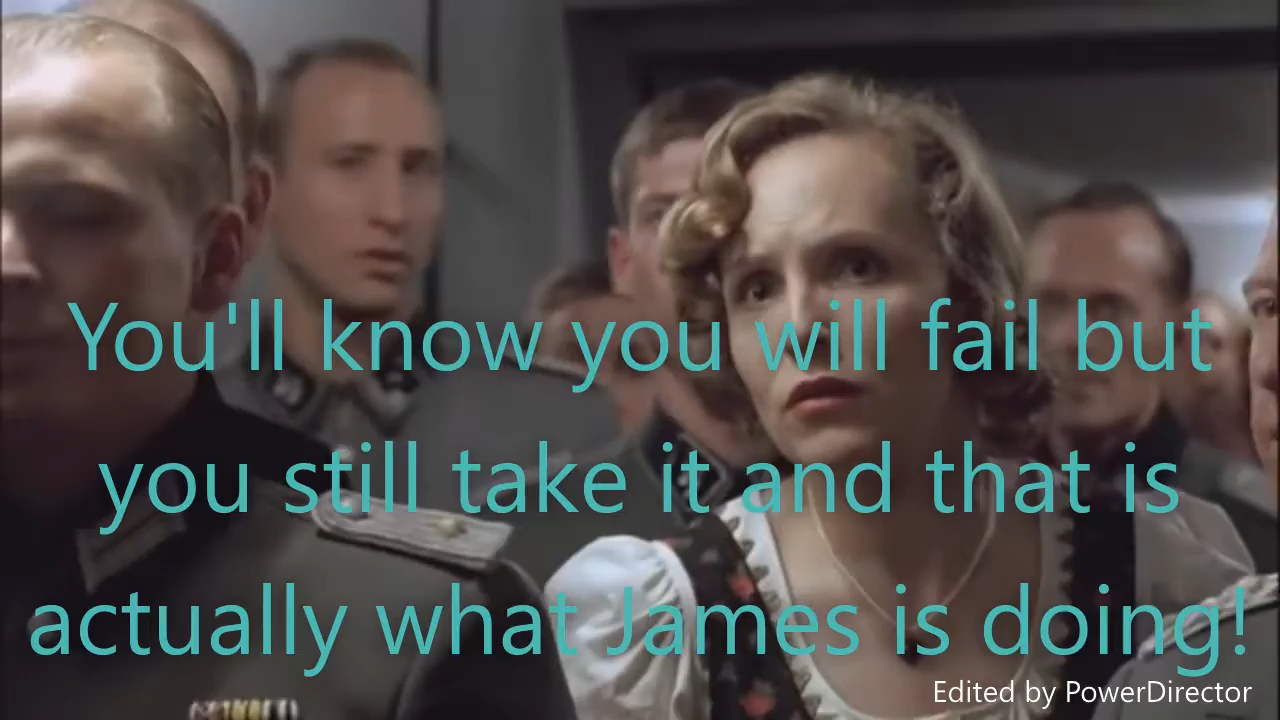 You'll know you will fail but
you still take it and that is
actually what James is doing!
Edited by PowerDirector